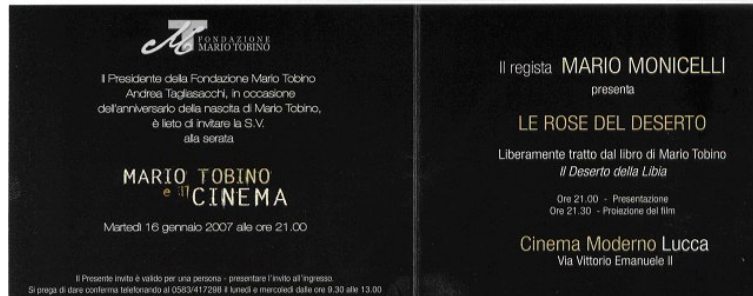 FONDAZIONE
MARIO TOBINO
Il Presidente della Fondazione Mario Tobino
Andrea Tagliasacchi, in occasione
dell'anniversario della nascita di Mario Tobino,
è lieto di invitare la S.V.
alla serata
MARIO TOBINO
e il CINEMA
Martedì 16 gennaio 2007 alle ore 21.00
Il Presente invito è valido per una persona - presentare l'invito all'ingresso.
Si prega di dare conferma telefonando al 0583/417298 il lunedì e mercoledì dalle ore 9.30 alle 13.00
Il regista MARIO MONICELLI
presenta
LE ROSE DEL DESERTO
Liberamente tratto dal libro di Mario Tobino
Il Deserto della Libia
Ore 21.00 - Presentazione
Ore 21.30 - Proiezione del film
Cinema Moderno Lucca
Via Vittorio Emanuele II